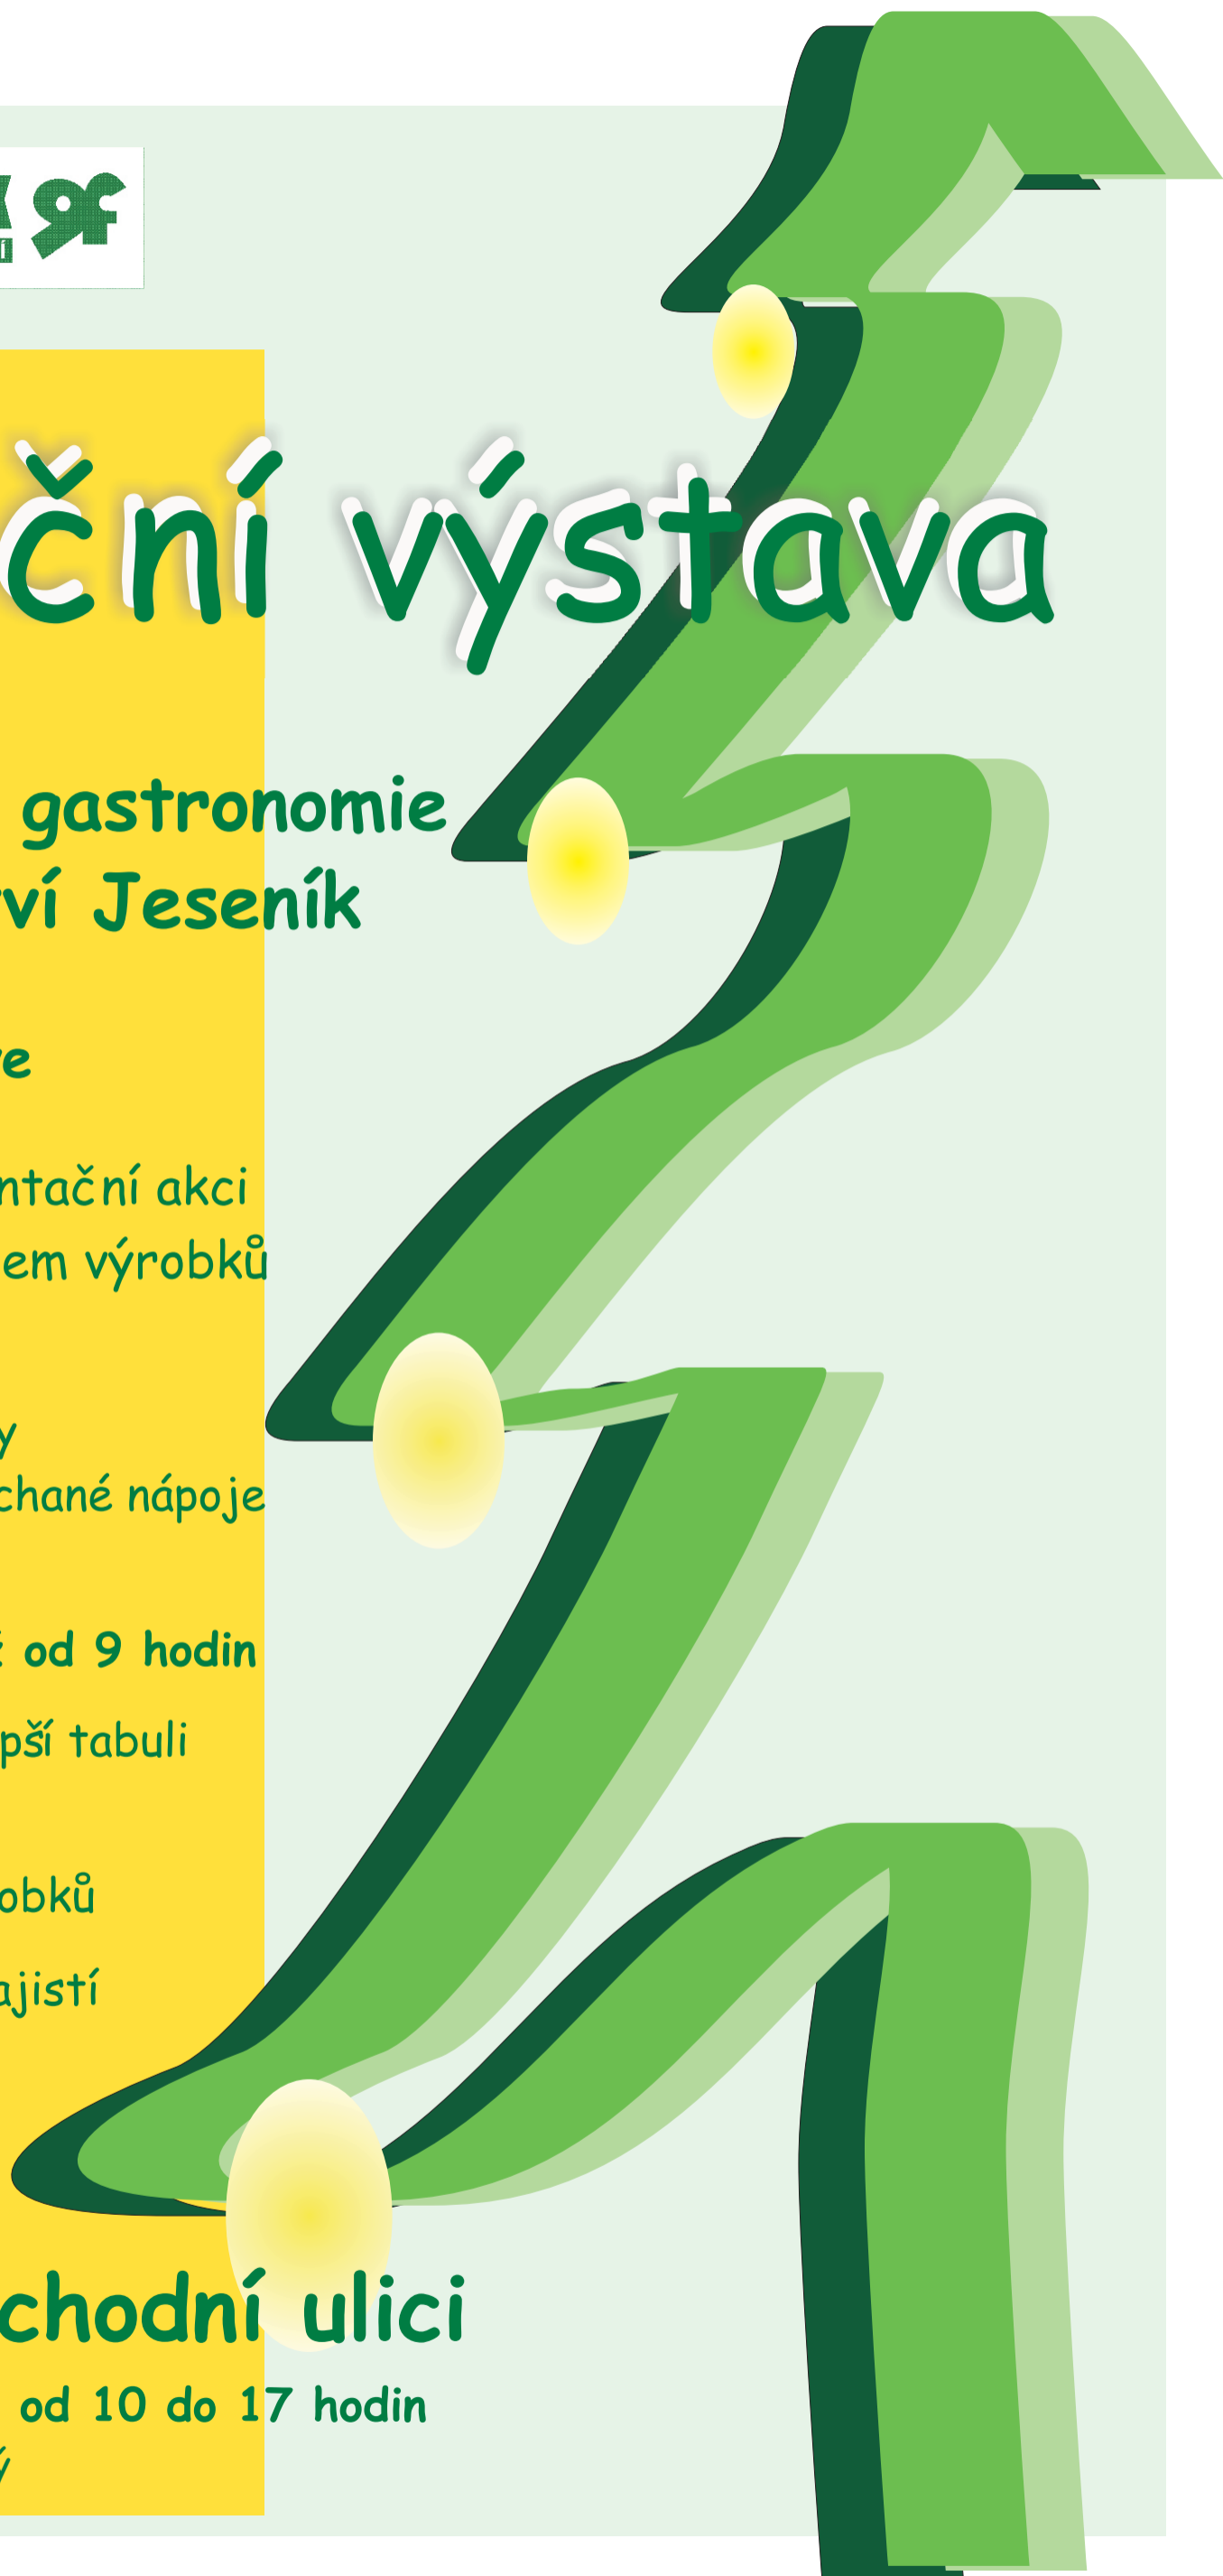 ční výstava
gastronomie
ví Jeseník
ntační akci
em výrobků
chané nápoje
od 9 hodin
pší tabuli
obků
ajistí
chodní ulici
od 10 do 17 hodin